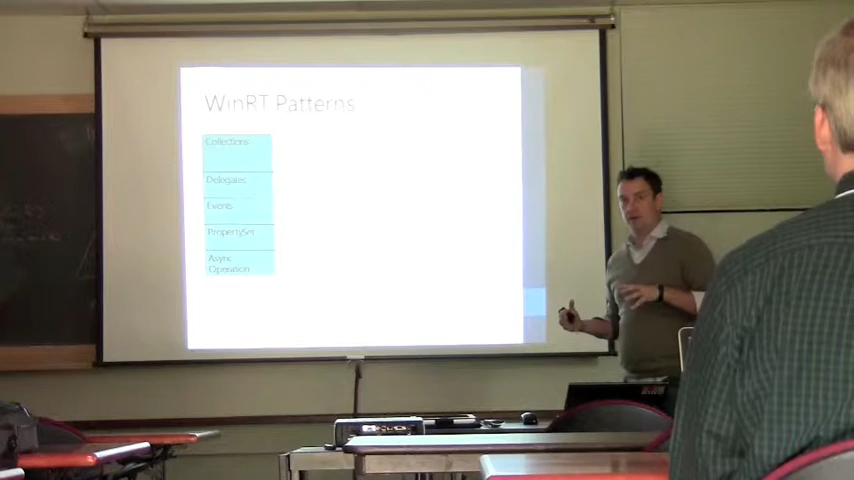 WinRT Patterns
Collections
Delegates
Events
PropertySet
Async
Operation